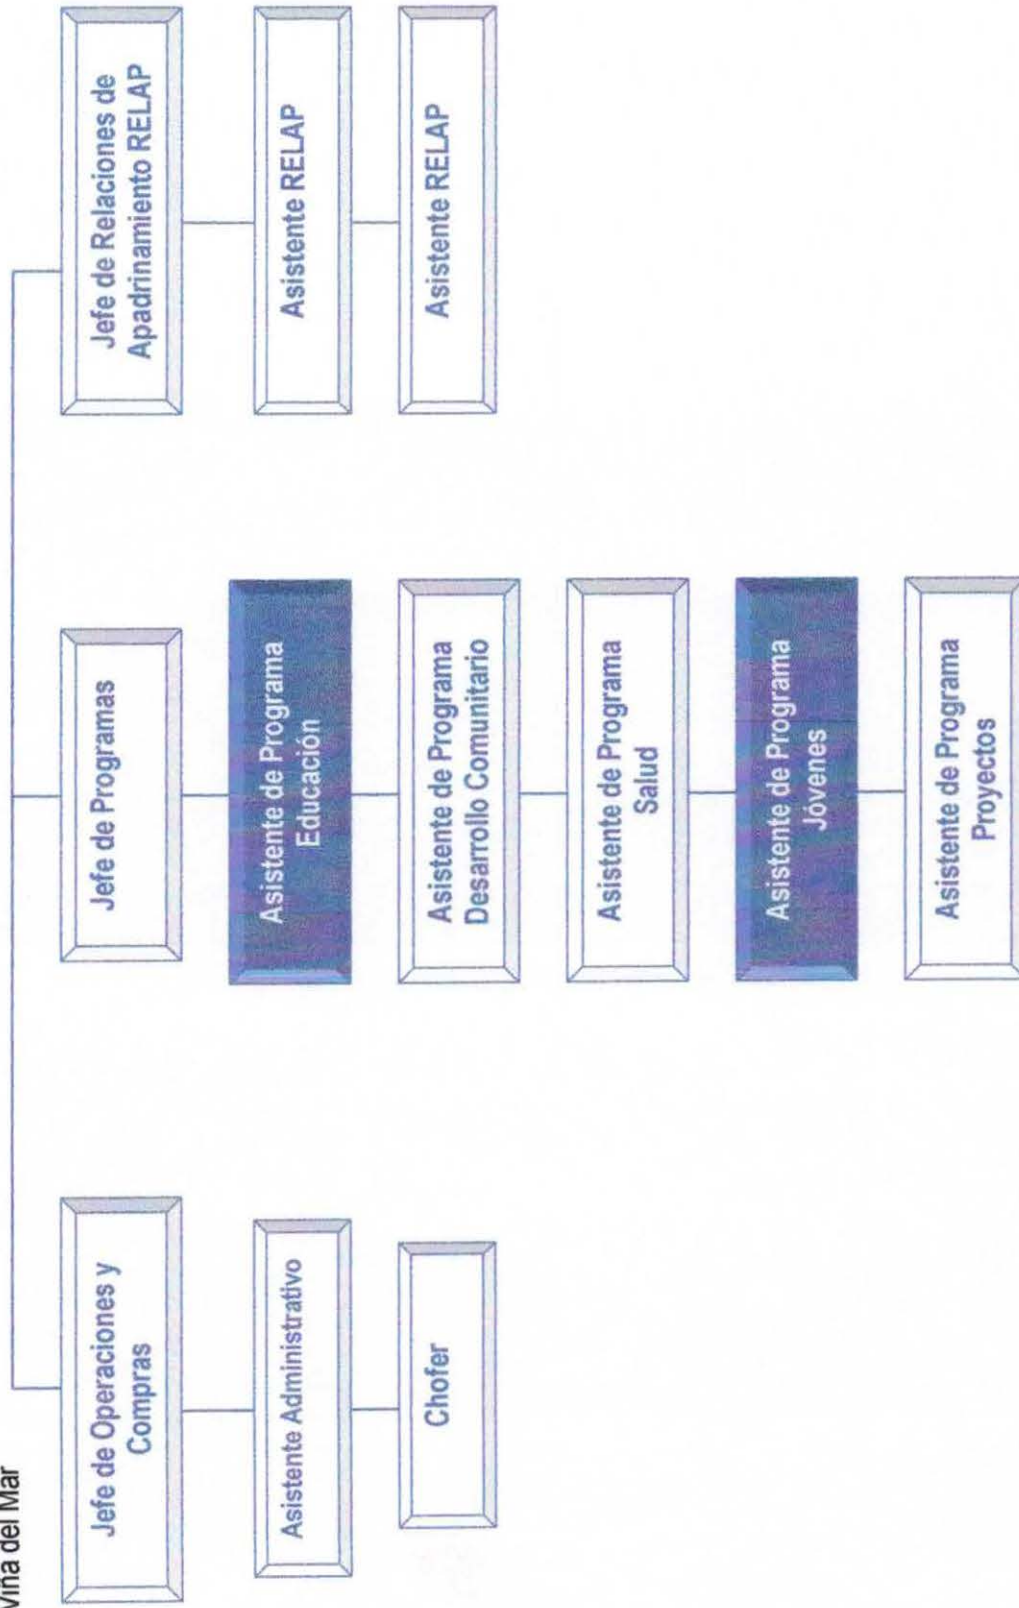 Viña del Mar
Jefe de Operaciones y
Compras
Asistente Administrativo
Chofer
Jefe de Programas
Asistente de Programa
Educación
Asistente de Programa
Desarrollo Comunitario
Asistente de Programa
Salud
Asistente de Programa
Jóvenes
Asistente de Programa
Proyectos
Jefe de Relaciones de
Apadrinamiento RELAP
Asistente RELAP
Asistente RELAP